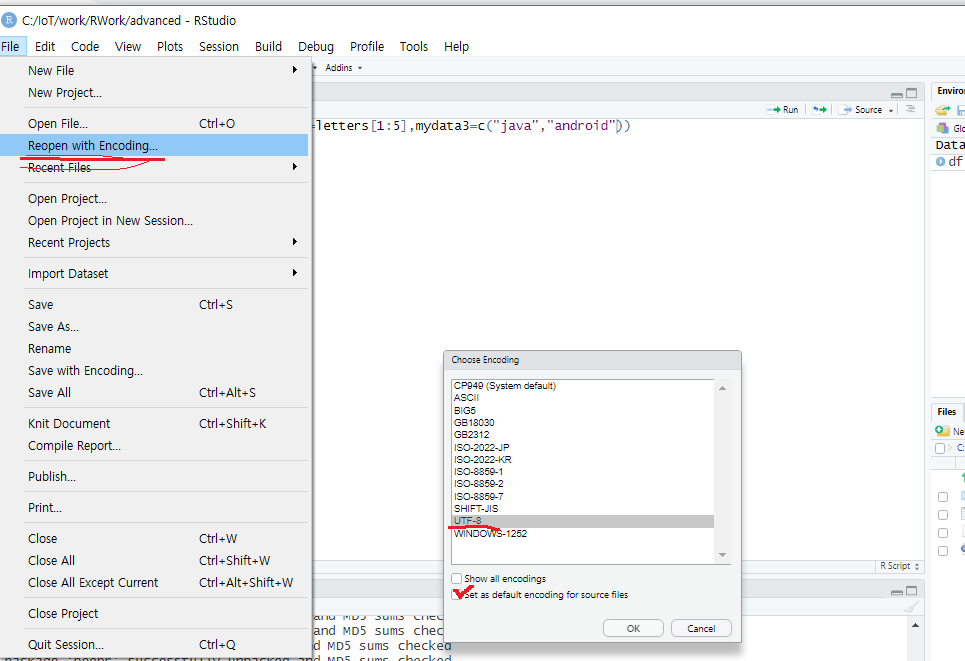 C:/IoT/work/RWork/advanced - RStudio
File Edit Code View Plots Session Build Debug Profile Tools Help
New File
New Project...
Open File... Ctrl+O
Reopen with Encoding...
Recent Files
Open Project...
Open Project in New Session...
Recent Projects
Import Dataset
Save Ctrl+S
Save As...
Rename
Save with Encoding...
Save All Ctrl+Alt+S
Knit Document Ctrl+Shift+K
Compile Report...
Publish...
Print...
Close Ctrl+W
Close All Ctrl+Shift+W
Close All Except Current Ctrl+Alt+Shift+W
Close Project
Quit Session... Ctrl+Q
Addins
Run Source
=letters[1:5],mydata3=c("java","android"))
R Script
Choose Encoding
CP949 (System default)
ASCII
BIG5
GB18030
GB2312
ISO-2022-JP
ISO-2022-KR
ISO-8859-1
ISO-8859-2
ISO-8859-7
SHIFT-JIS
UTF-8
WINDOWS-1252
Show all encodings
Set as default encoding for source files
OK Cancel
and MD5 sums chec
and MD5 sums chec
d MD5 sums checked
successfully unpacked and MD5 sums checked
Data
df
Files